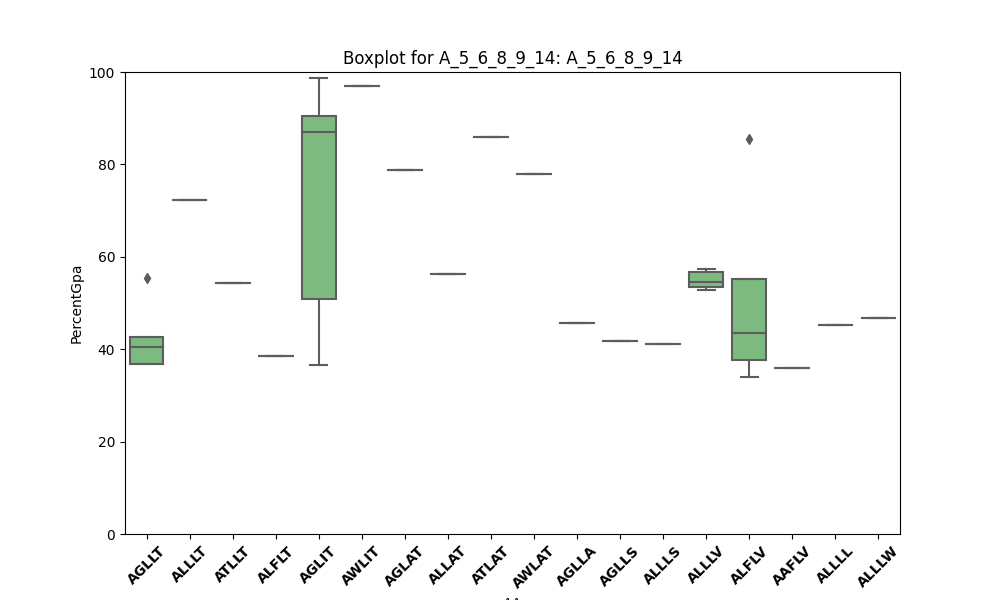 Boxplot for A_5_6_8_9_14: A_5_6_8_9_14
PercentGpa
100
80
60
40
20
0
AGLLT
ALLLT
ATLLT
ALFLT
AGLIT
AWLIT
AGLAT
ALLAT
ATLAT
AWLAT
AGLLA
AGLLS
ALLLS
ALLLV
ALFLV
AAFLV
ALLLL
ALLLW